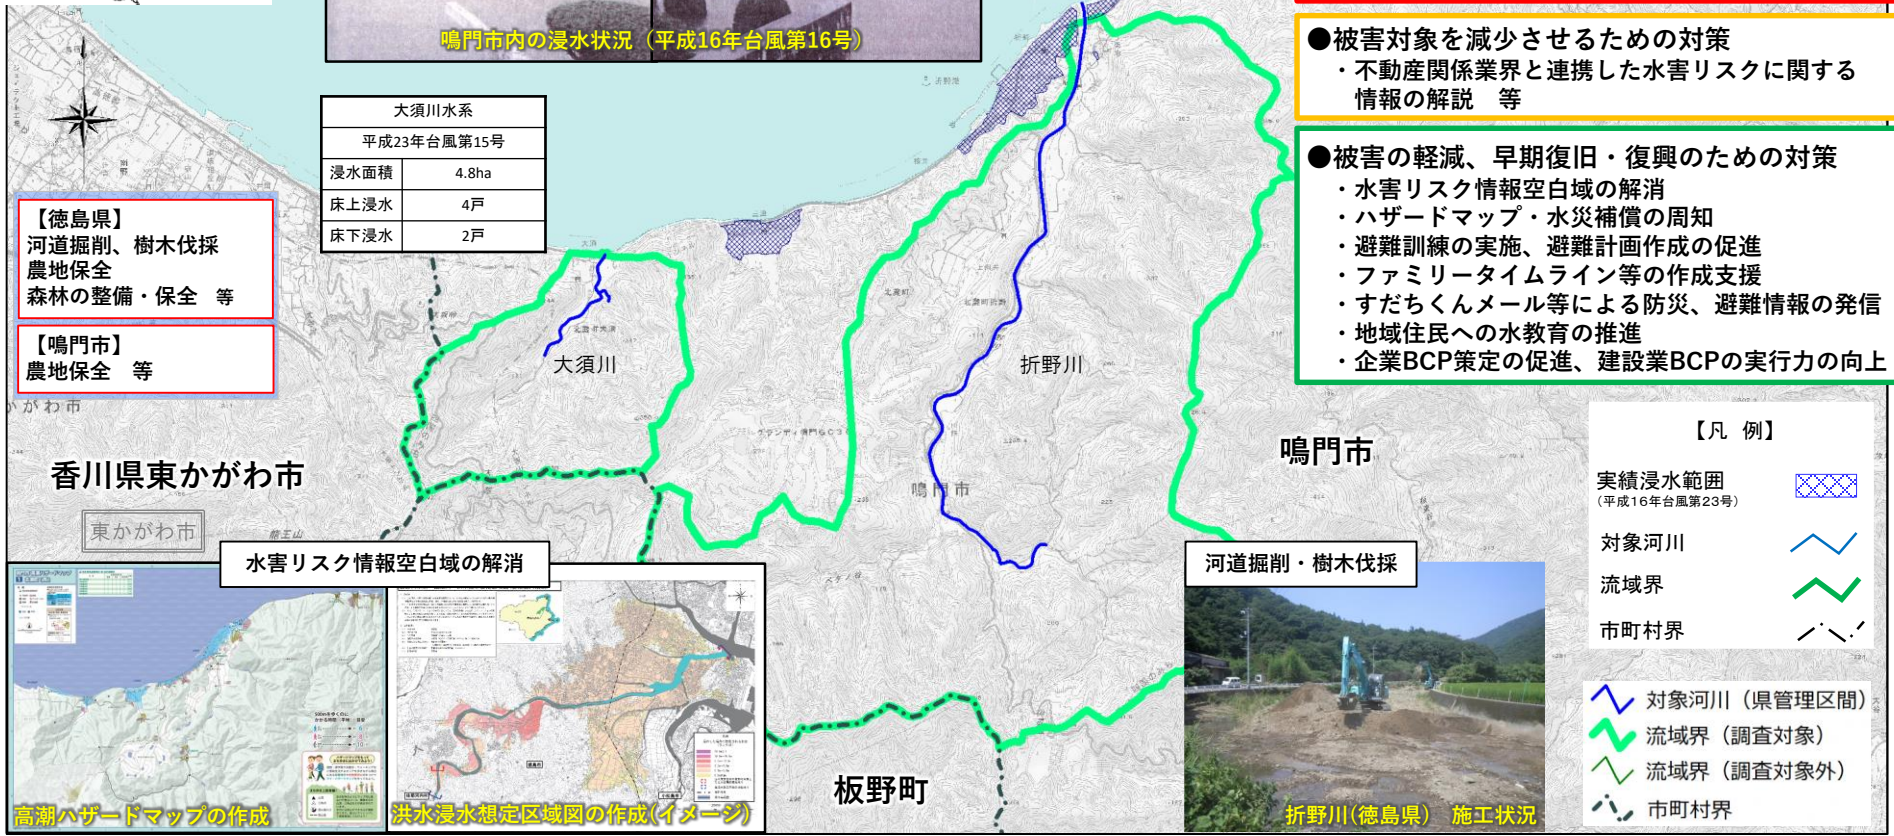 鳴門市内の浸水状況（平成16年台風第16号）
●被害対象を減少させるための対策
・不動産関係業界と連携した水害リスクに関する
情報の解説　等
●被害の軽減、早期復旧・復興のための対策
・水害リスク情報空白域の解消
・ハザードマップ・水災補償の周知
・避難訓練の実施、避難計画作成の促進
・ファミリータイムライン等の作成支援
・すだちくんメール等による防災、避難情報の発信
・地域住民への水教育の推進
・企業BCP策定の促進、建設業BCPの実行力の向上
大須川水系
平成23年台風第15号
浸水面積 4.8ha
床上浸水 4戸
床下浸水 2戸
【徳島県】
河道掘削、樹木伐採
農地保全
森林の整備・保全　等
【鳴門市】
農地保全　等
大須川
折野川
香川県東かがわ市
東かがわ市
鳴門市
鳴門市
板野町
【凡　例】
実績浸水範囲
（平成16年台風第23号）
対象河川
流域界
市町村界
対象河川（県管理区間）
流域界（調査対象）
流域界（調査対象外）
市町村界
水害リスク情報空白域の解消
高潮ハザードマップの作成
洪水浸水想定区域図の作成(イメージ)
河道掘削・樹木伐採
折野川(徳島県)　施工状況